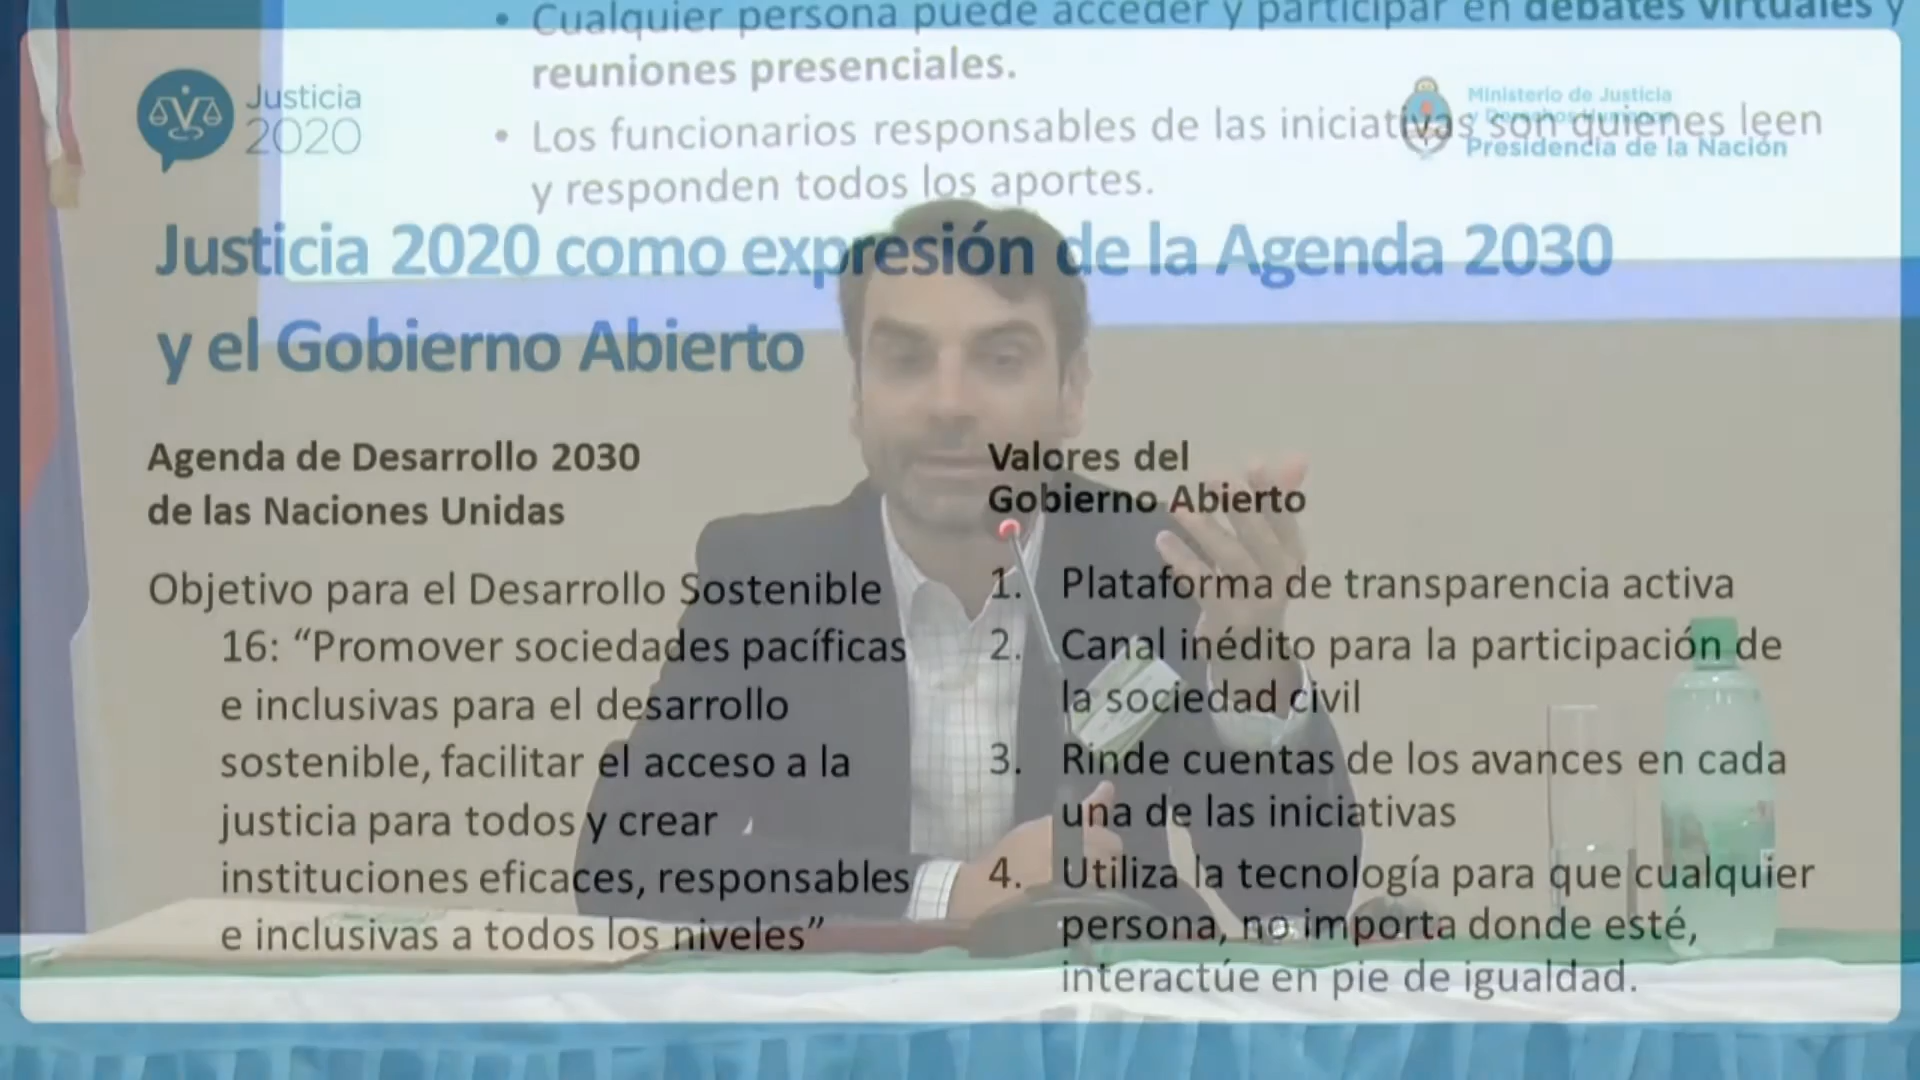 Cualquier persona puede acceder y participar en debates virtuales y
reuniones presenciales.
Los funcionarios responsables de las iniciativas son quienes leen
y responden todos los aportes.
Justicia
2020
Ministerio de Justicia
y Derechos Humanos
Presidencia de la Nación
Justicia 2020 como expresión de la Agenda 2030
y el Gobierno Abierto
Agenda de Desarrollo 2030
de las Naciones Unidas
Objetivo para el Desarrollo Sostenible
16: “Promover sociedades pacíficas
e inclusivas para el desarrollo
sostenible, facilitar el acceso a la
justicia para todos y crear
instituciones eficaces, responsables
e inclusivas a todos los niveles”
Valores del
Gobierno Abierto
1. Plataforma de transparencia activa
2. Canal inédito para la participación de
la sociedad civil
3. Rinde cuentas de los avances en cada
una de las iniciativas
4. Utiliza la tecnología para que cualquier
persona, no importa donde esté,
interactúe en pie de igualdad.